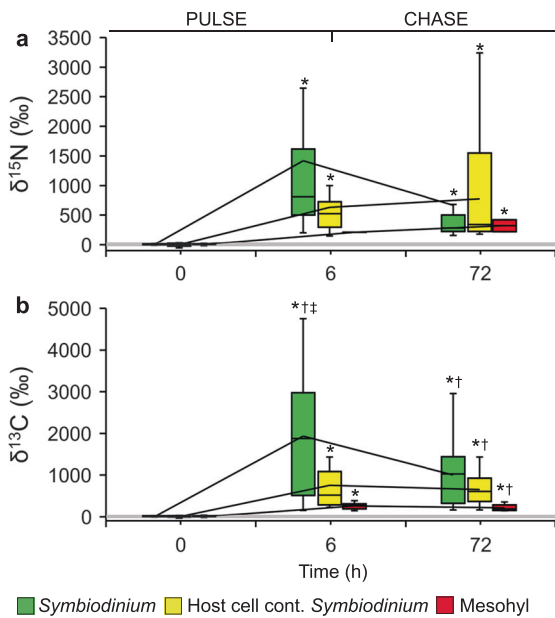 PULSE CHASE
a
δ15N (‰)
3500
3000
2500
2000
1500
1000
500
0
* * * * *
0 6 72
b
δ13C (‰)
5000
4000
3000
2000
1000
0
*†‡ * * *† *† *†
0 6 72
Time (h)
Symbiodinium Host cell cont. Symbiodinium Mesohyl